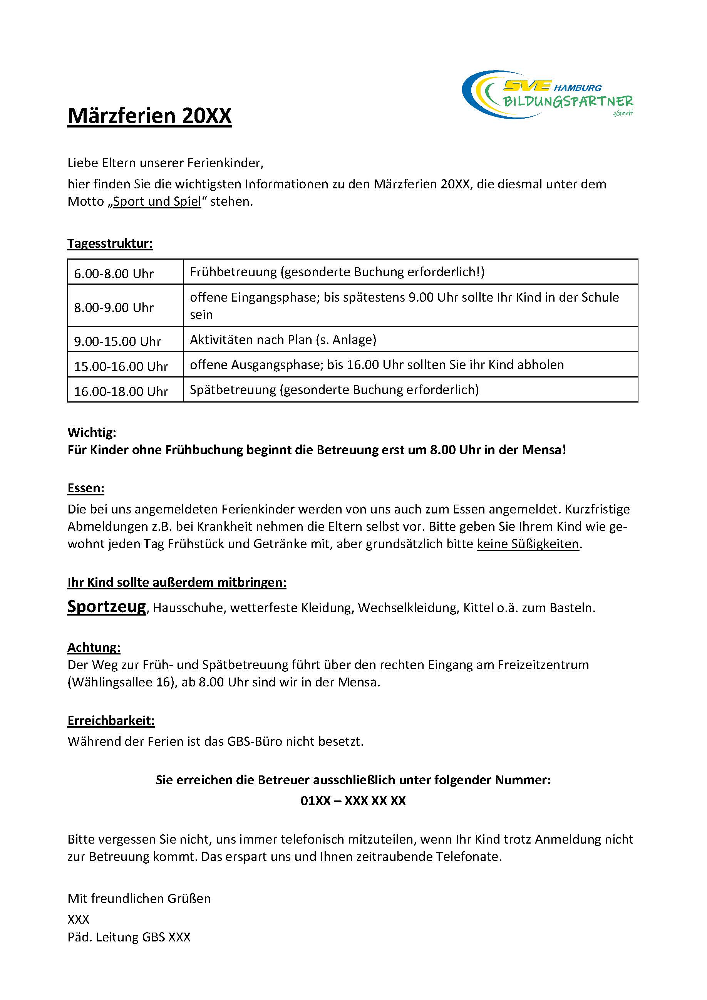 SVE HAMBURG
BILDUNGSPARTNER
gGmbH
Märzferien 20XX
Liebe Eltern unserer Ferienkinder,
hier finden Sie die wichtigsten Informationen zu den Märzferien 20XX, die diesmal unter dem
Motto „Sport und Spiel“ stehen.
Tagesstruktur:
6.00-8.00 Uhr Frühbetreuung (gesonderte Buchung erforderlich!)
8.00-9.00 Uhr offene Eingangsphase; bis spätestens 9.00 Uhr sollte Ihr Kind in der Schule
sein
9.00-15.00 Uhr Aktivitäten nach Plan (s. Anlage)
15.00-16.00 Uhr offene Ausgangsphase; bis 16.00 Uhr sollten Sie ihr Kind abholen
16.00-18.00 Uhr Spätbetreuung (gesonderte Buchung erforderlich)
Wichtig:
Für Kinder ohne Frühbuchung beginnt die Betreuung erst um 8.00 Uhr in der Mensa!
Essen:
Die bei uns angemeldeten Ferienkinder werden von uns auch zum Essen angemeldet. Kurzfristige
Abmeldungen z.B. bei Krankheit nehmen die Eltern selbst vor. Bitte geben Sie Ihrem Kind wie ge-
wohnt jeden Tag Frühstück und Getränke mit, aber grundsätzlich bitte keine Süßigkeiten.
Ihr Kind sollte außerdem mitbringen:
Sportzeug, Hausschuhe, wetterfeste Kleidung, Wechselkleidung, Kittel o.ä. zum Basteln.
Achtung:
Der Weg zur Früh- und Spätbetreuung führt über den rechten Eingang am Freizeitzentrum
(Wählingsallee 16), ab 8.00 Uhr sind wir in der Mensa.
Erreichbarkeit:
Während der Ferien ist das GBS-Büro nicht besetzt.
Sie erreichen die Betreuer ausschließlich unter folgender Nummer:
01XX – XXX XX XX
Bitte vergessen Sie nicht, uns immer telefonisch mitzuteilen, wenn Ihr Kind trotz Anmeldung nicht
zur Betreuung kommt. Das erspart uns und Ihnen zeitraubende Telefonate.
Mit freundlichen Grüßen
XXX
Päd. Leitung GBS XXX